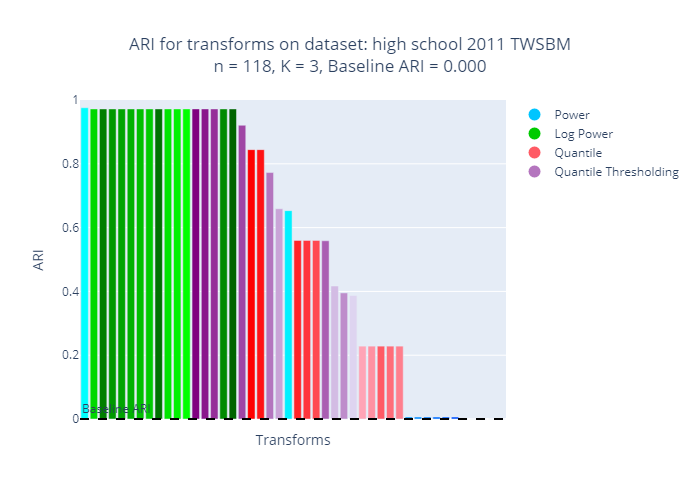 ARI for transforms on dataset: high school 2011 TWSBM
n = 118, K = 3, Baseline ARI = 0.000
1
0.8
0.6
0.4
0.2
0
ARI
Baseline ARI
Transforms
Power
Log Power
Quantile
Quantile Thresholding